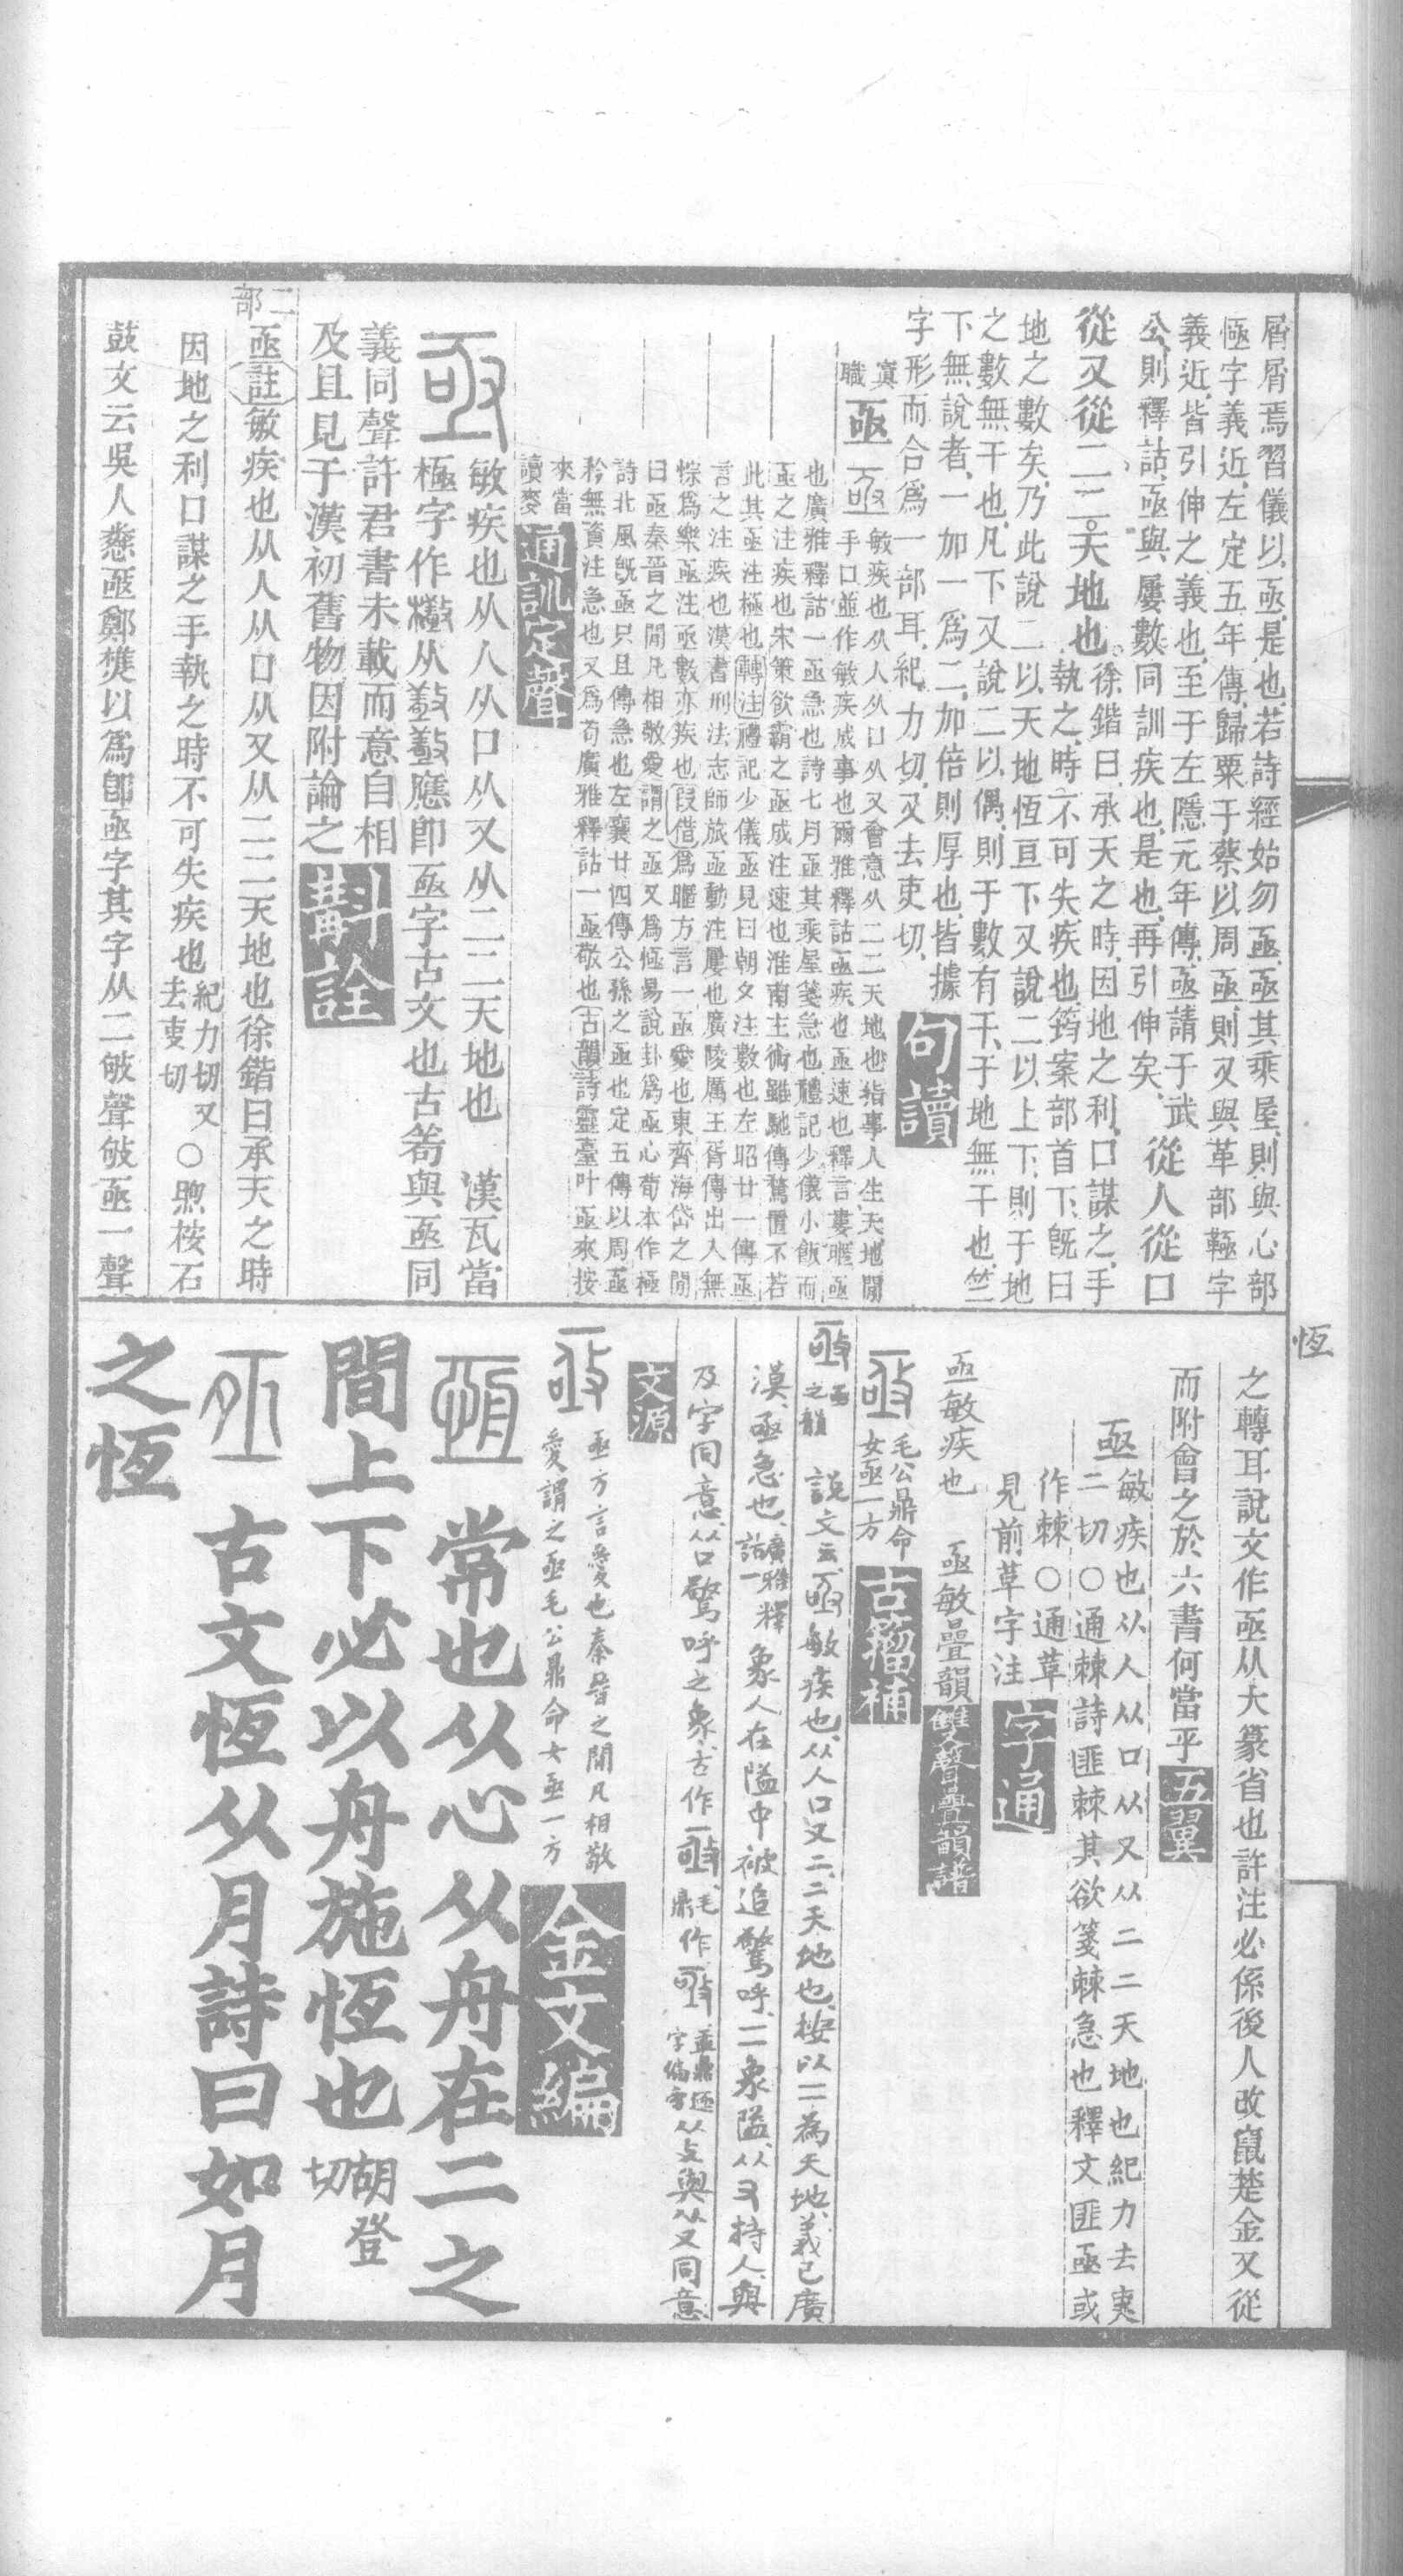 屑屑焉習儀以亟是也若詩經始勿亟亟其乘屋則與心部
㥛字義近左定五年傳歸粟于蔡以周亟則又與革部䩯字
義近皆引伸之義也至于左隱元年傳亟請于武
公則釋詁亟與屢數同訓疾也是也再引伸矣 從人從口
從又從二二天地也 徐鍇曰承天之時因地之利口謀之手
執之時不可失疾也筠案部首下既曰
地之數矣乃此說二以天地恆亘下又說二以上下則于地
之數無干也凡下又說二以偶則于數有干于地無干也竺
下無說者一加一爲二加倍則厚也皆據
字形而合爲一部耳紀力切又去吏切 句讀
亟 敏疾也从人从口从又會意从二二天地也指事人生天地閒
寘職
手口並作敏疾成事也爾雅釋詁亟疾也亟速也釋言
也廣雅釋詁一亟急也詩七月亟其乘屋箋急也禮記少儀小飯而
亟之注疾也宋策欲霸之亟成注速也淮南主術雖馳傳騖置不若
此其亟注極也轉注禮記少儀亟見曰朝夕注數也左昭廿一傳亟
言之注疾也漢書刑法志師旅亟動注屢也廣陵厲王胥傳出入無
悰爲樂亟注亟數亦疾也假借爲 方言一亟愛也東齊海岱之閒
曰亟秦晉之閒凡相敬愛謂之亟又爲極易說卦爲亟心荀本作極
詩北風既亟只且傳急也左襄廿四傳公孫之亟也定五傳以周亟
矜無資注急也又爲茍廣雅釋詁一亟敬也古韻詩靈臺叶亟來按
來當
讀麥 通訓定聲
敏疾也从人从口从又从二二天地也 漢瓦當
極字作 从 應即亟字古文也古茍與亟同
義同聲許君書未載而意自相
及且見于漢初舊物因附論之 斠詮
二部
亟註敏疾也从人从口从又从二二天地也徐鍇曰承天之時
因地之利口謀之手執之時不可失疾也紀力切又去吏切○煦按石
鼓文云吳人 亟鄭樵以爲卽亟字其字从二 聲 亟一聲
恆
之轉耳說文作亟从大篆省也許注必係後人改竄楚金又從
而附會之於六書何當乎 五翼
亟 敏疾也从人从口从又从二二天地也紀力去
二切○通棘詩匪棘其欲箋棘急也釋文匪亟或
作棘○通革
見前革字注 字通
亟敏疾也 亟敏疊韻 雙聲疊韻譜
毛公鼎命
女亟一方 古籀補
亟之韻 說文云 敏疾也从人口又二二天地也按以二為天地義已廣
漠亟急也廣雅釋詁一象人在隘中被追驚呼二象隘从又持人與
及字同意从口驚呼之象古作 毛鼎作 盂鼎 字偏旁从攴與从又同意
文源
亟方言愛也秦晉之閒凡相敬
愛謂之亟毛公鼎命女亟一方 金文編
常也从心从舟在二之
間上下必以舟施恆也 胡登切
古文恆从月詩曰如月
之恆